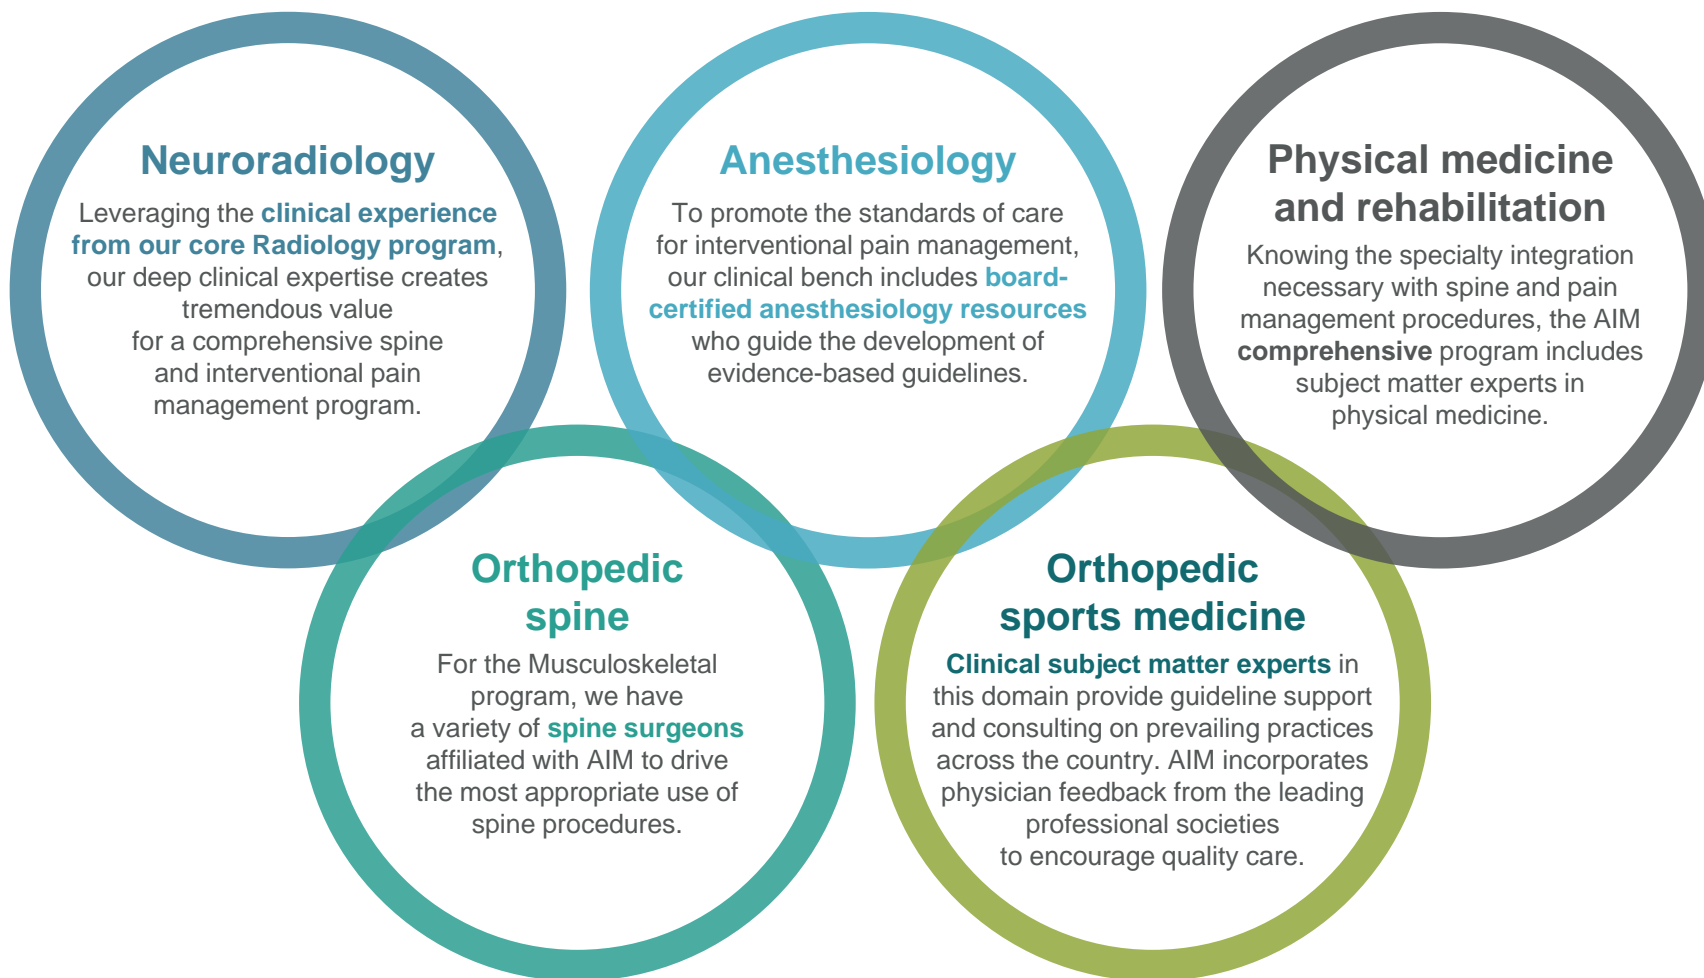 Neuroradiology
Leveraging the clinical experience
from our core Radiology program,
our deep clinical expertise creates
tremendous value
for a comprehensive spine
and interventional pain
management program.
Anesthesiology
To promote the standards of care
for interventional pain management,
our clinical bench includes board-
certified anesthesiology resources
who guide the development of
evidence-based guidelines.
Physical medicine
and rehabilitation
Knowing the specialty integration
necessary with spine and pain
management procedures, the AIM
comprehensive program includes
subject matter experts in
physical medicine.
Orthopedic
spine
For the Musculoskeletal
program, we have
a variety of spine surgeons
affiliated with AIM to drive
the most appropriate use of
spine procedures.
Orthopedic
sports medicine
Clinical subject matter experts in
this domain provide guideline support
and consulting on prevailing practices
across the country. AIM incorporates
physician feedback from the leading
professional societies
to encourage quality care.